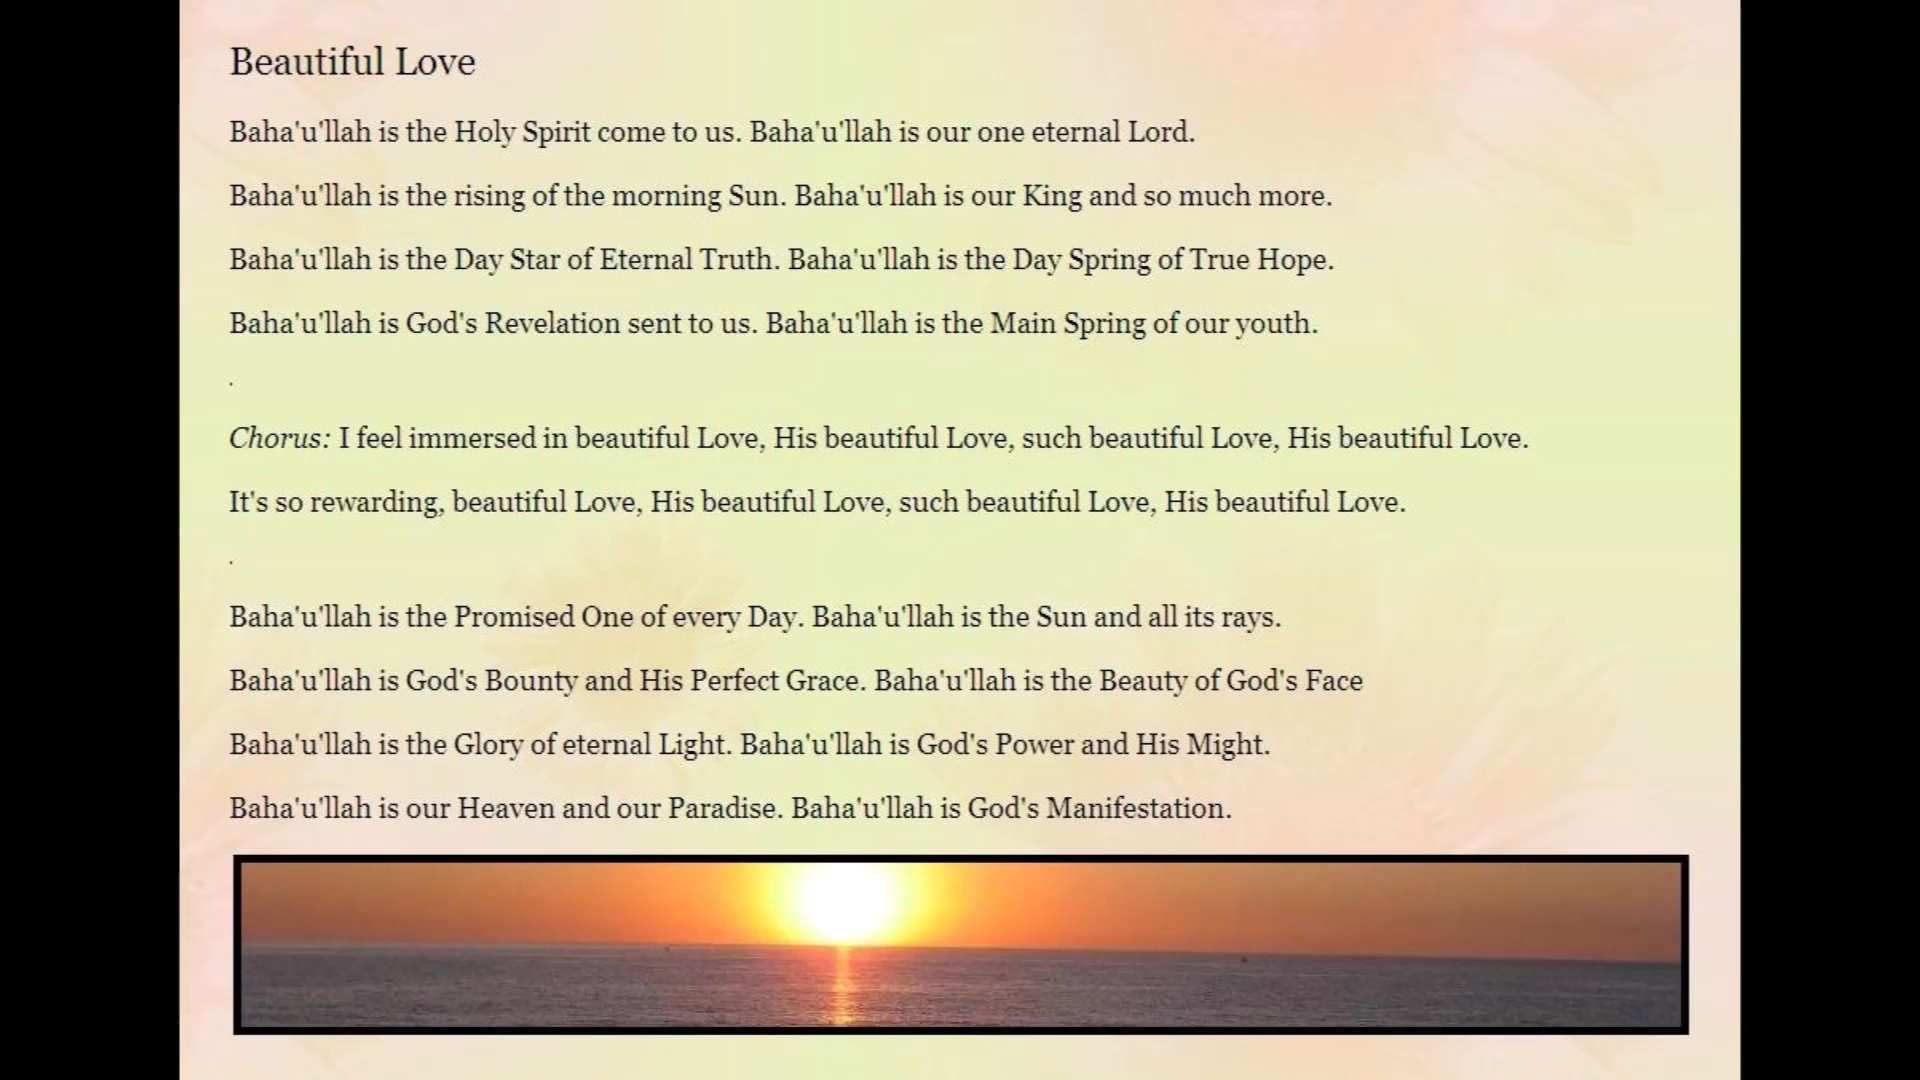 Beautiful Love
Baha'u'llah is the Holy Spirit come to us. Baha'u'llah is our one eternal Lord.
Baha'u'llah is the rising of the morning Sun. Baha'u'llah is our King and so much more.
Baha'u'llah is the Day Star of Eternal Truth. Baha'u'llah is the Day Spring of True Hope.
Baha'u'llah is God's Revelation sent to us. Baha'u'llah is the Main Spring of our youth.
.
Chorus: I feel immersed in beautiful Love, His beautiful Love, such beautiful Love, His beautiful Love.
It's so rewarding, beautiful Love, His beautiful Love, such beautiful Love, His beautiful Love.
.
Baha'u'llah is the Promised One of every Day. Baha'u'llah is the Sun and all its rays.
Baha'u'llah is God's Bounty and His Perfect Grace. Baha'u'llah is the Beauty of God's Face
Baha'u'llah is the Glory of eternal Light. Baha'u'llah is God's Power and His Might.
Baha'u'llah is our Heaven and our Paradise. Baha'u'llah is God's Manifestation.